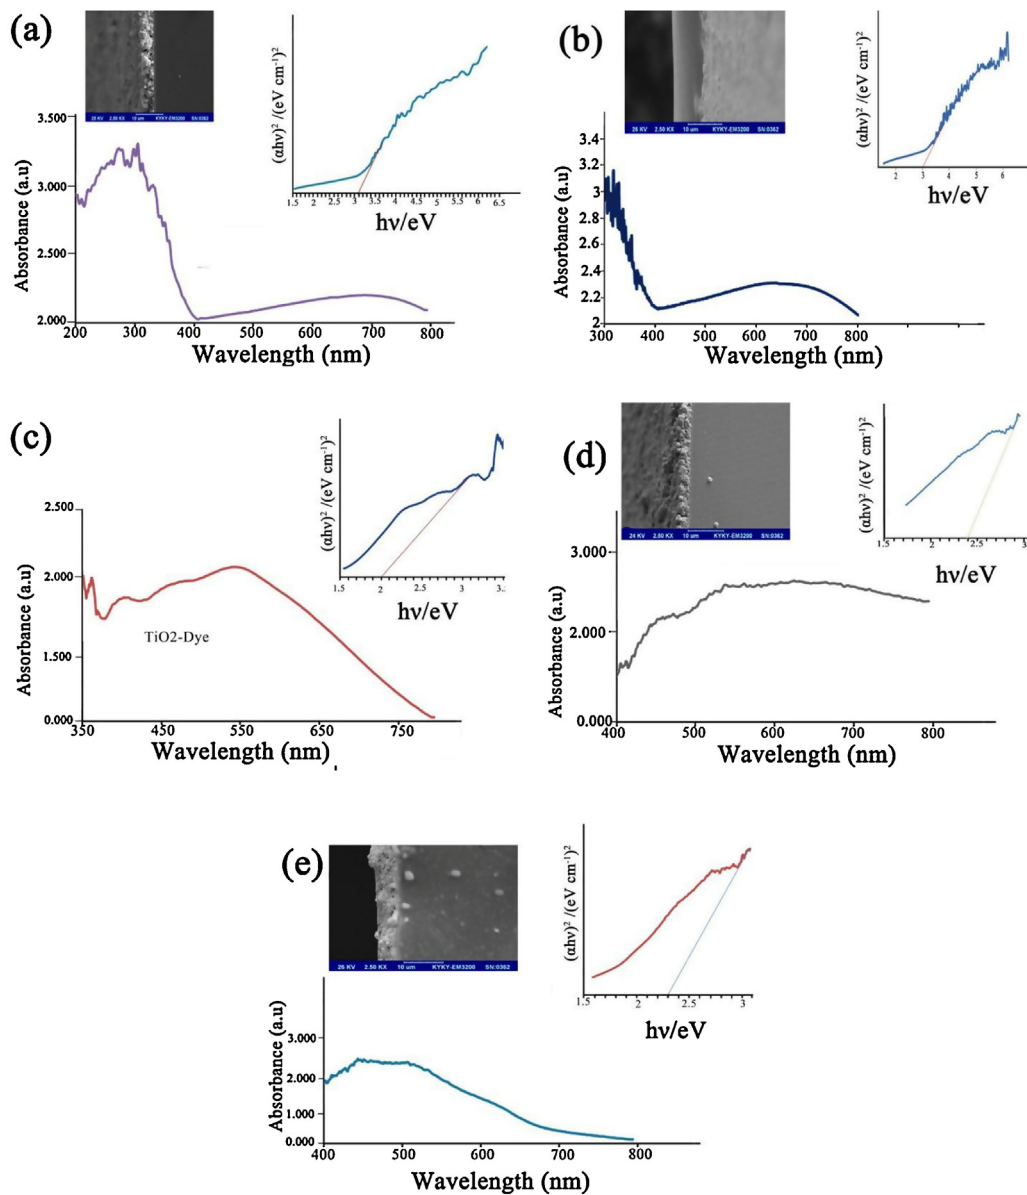 (a)
25 KV 2.50 KX 10 um KYKY-EM3200 SN:0362
(αhν)² /(eV cm⁻¹)²
1.5 2 2.5 3 3.5 4 4.5 5 5.5 6 6.5
hν/eV
Absorbance (a.u)
3.500
3.000
2.500
2.000
200 300 400 500 600 700 800
Wavelength (nm)
(b)
26 KV 2.50 KX 10 um KYKY-EM3200 SN:0362
(αhν)² /(eV cm⁻¹)²
2 3 4 5 6
hν/eV
Absorbance (a.u)
3.4
3.2
3
2.8
2.6
2.4
2.2
2
300 400 500 600 700 800
Wavelength (nm)
(c)
(αhν)² /(eV cm⁻¹)²
1.5 2 2.5 3 3.
hν/eV
Absorbance (a.u)
2.500
2.000
1.500
0.000
TiO2-Dye
350 450 550 650 750
Wavelength (nm)
(d)
24 KV 2.50 KX 10 um KYKY-EM3200 SN:0362
(αhν)² /(eV cm⁻¹)²
1.5 2 2.5 3
hν/eV
Absorbance (a.u)
3.000
2.000
0.000
400 500 600 700 800
Wavelength (nm)
(e)
26 KV 2.50 KX 10 um KYKY-EM3200 SN:0362
(αhν)² /(eV cm⁻¹)²
1.5 2 2.5 3
hν/eV
Absorbance (a.u)
3.000
2.000
1.000
0.000
400 500 600 700 800
Wavelength (nm)